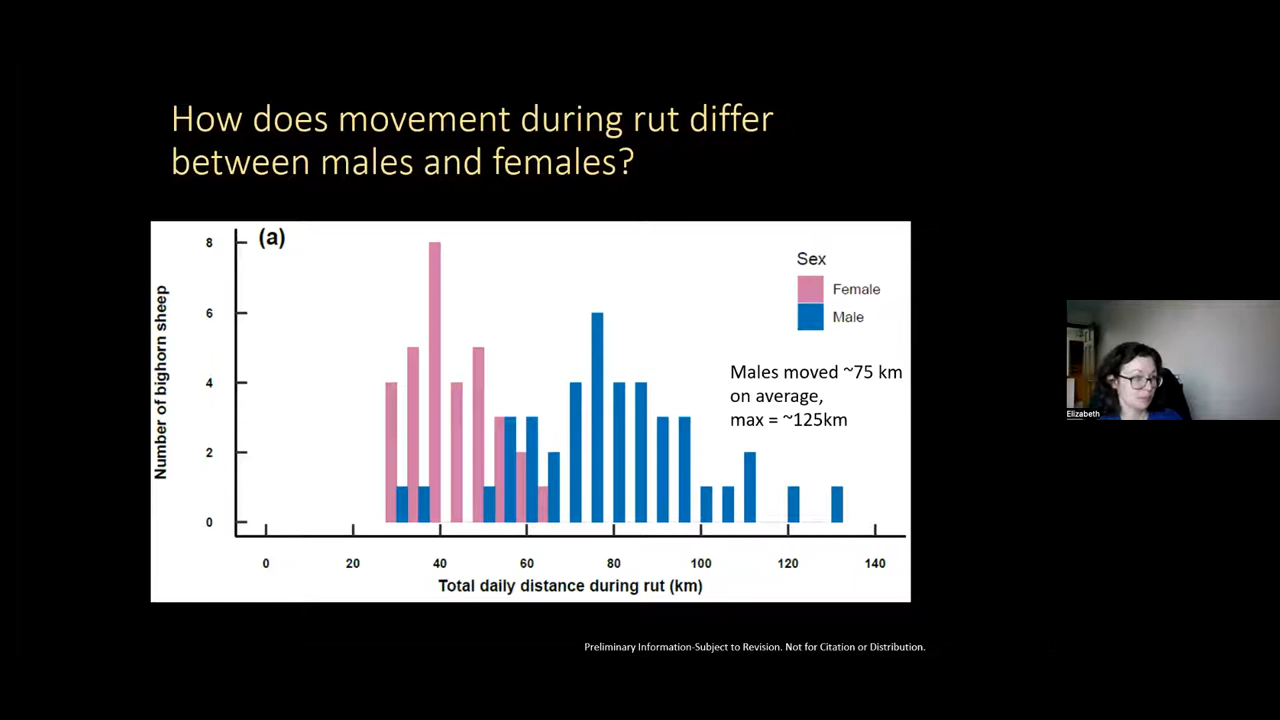 How does movement during rut differ
between males and females?
(a)
Number of bighorn sheep
8
6
4
2
0
Sex
Female
Male
Males moved ~75 km
on average,
max = ~125km
0 20 40 60 80 100 120 140
Total daily distance during rut (km)
Elizabeth
Preliminary Information-Subject to Revision. Not for Citation or Distribution.